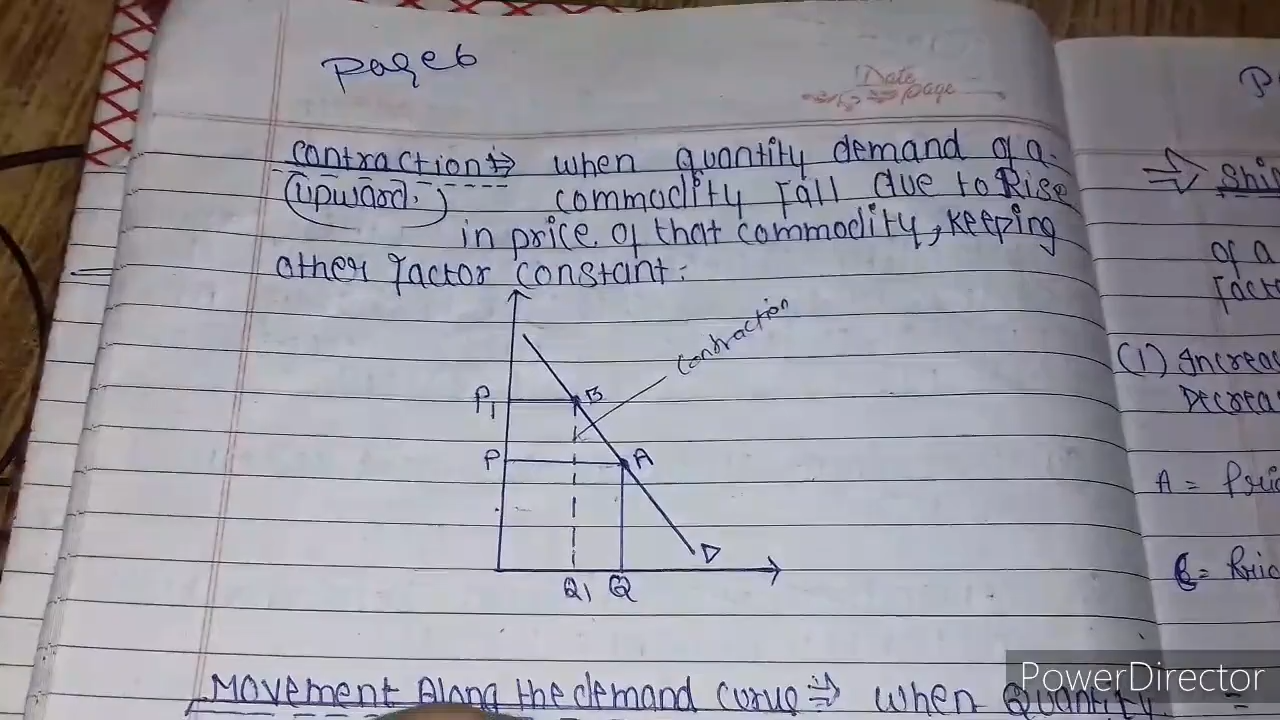 Page 6
Date
Page
Contraction :⇒ when quantity demand of a
(upward) commodity Fall due to Rise
in price of that commodity, keeping
other factor constant.
Contraction
P1 B
P A
D
Q1 Q
Movement Along the demand curve :⇒ when Quantity
P
⇒ Shi
of a
Fact
(1) Increa
Decrea
A = Pric
= Pric
PowerDirector